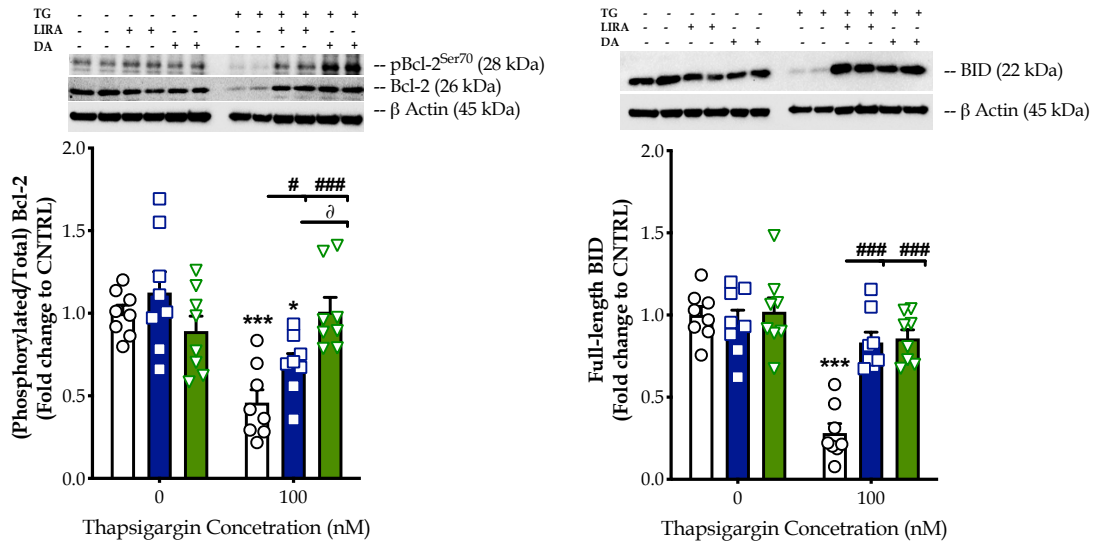 TG - - - - - - + + + + + +
LIRA - - + + - - - - + + - -
DA - - - - + + - - - - + +
-- pBcl-2Ser70 (28 kDa)
-- Bcl-2 (26 kDa)
-- β Actin (45 kDa)
(Phosphorylated/Total) Bcl-2
(Fold change to CNTRL)
2.0
1.5
1.0
0.5
0.0
# ###
∂
***
*
0 100
Thapsigargin Concetration (nM)
TG - - - - - - + + + + + +
LIRA - - + + - - - - + + - -
DA - - - - + + - - - - + +
-- BID (22 kDa)
-- β Actin (45 kDa)
Full-length BID
(Fold change to CNTRL)
2.0
1.5
1.0
0.5
0.0
### ###
***
0 100
Thapsigargin Concetration (nM)